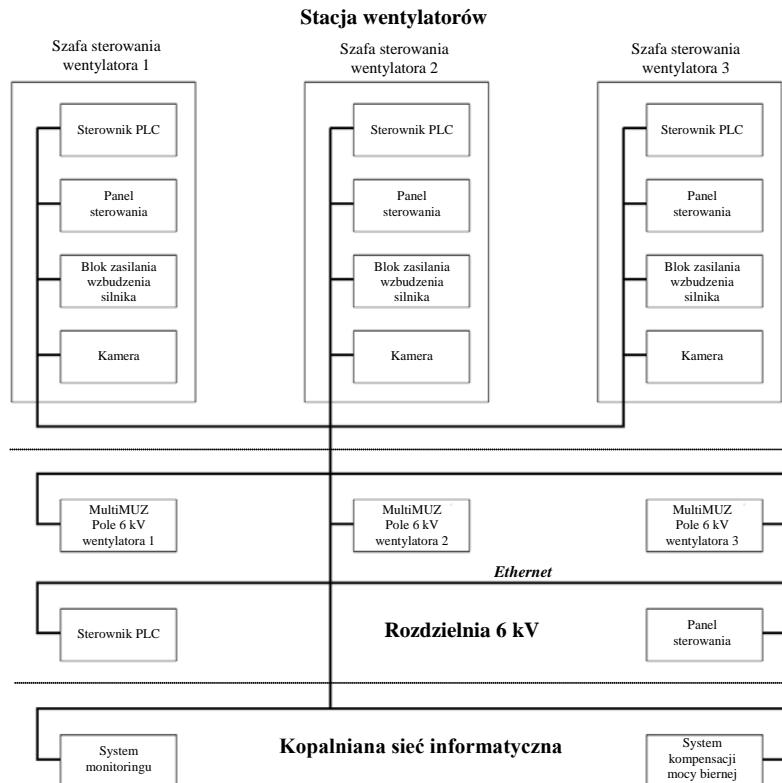 Stacja wentylatorów
Szafa sterowania
wentylatora 1
Szafa sterowania
wentylatora 2
Szafa sterowania
wentylatora 3
Sterownik PLC
Panel
sterowania
Blok zasilania
wzbudzenia
silnika
Kamera
Sterownik PLC
Panel
sterowania
Blok zasilania
wzbudzenia
silnika
Kamera
Sterownik PLC
Panel
sterowania
Blok zasilania
wzbudzenia
silnika
Kamera
MultiMUZ
Pole 6 kV
wentylatora 1
MultiMUZ
Pole 6 kV
wentylatora 2
MultiMUZ
Pole 6 kV
wentylatora 3
Ethernet
Sterownik PLC
Rozdzielnia 6 kV
Panel
sterowania
System
monitoringu
Kopalniana sieć informatyczna
System
kompensacji
mocy biernej